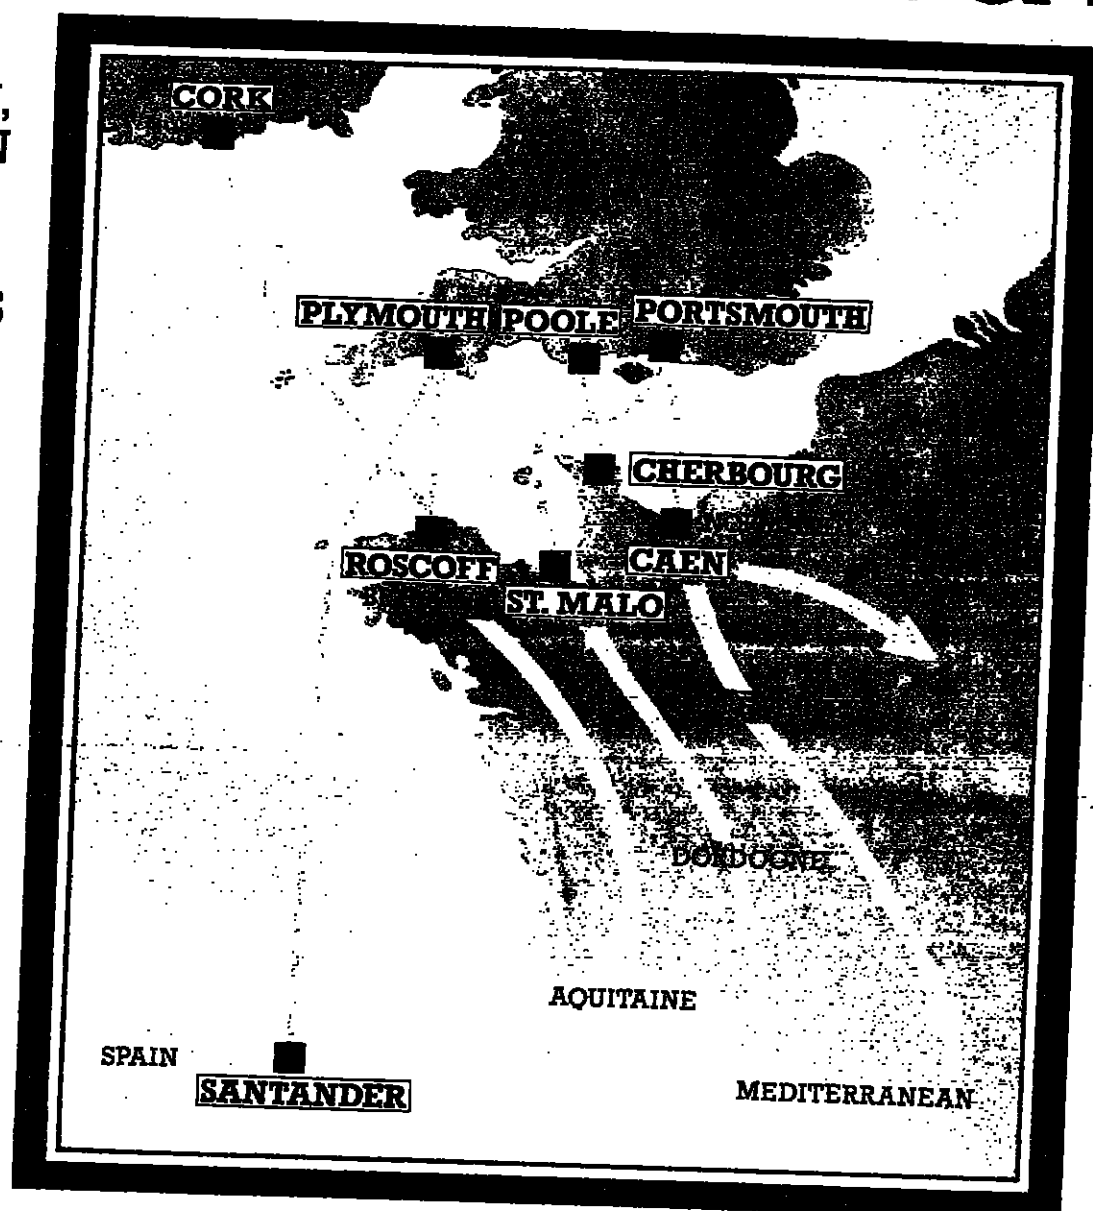 CORK
PLYMOUTH
POOLE
PORTSMOUTH
CHERBOURG
ROSCOFF
CAEN
ST. MALO
DORDOGNE
AQUITAINE
SPAIN
SANTANDER
MEDITERRANEAN